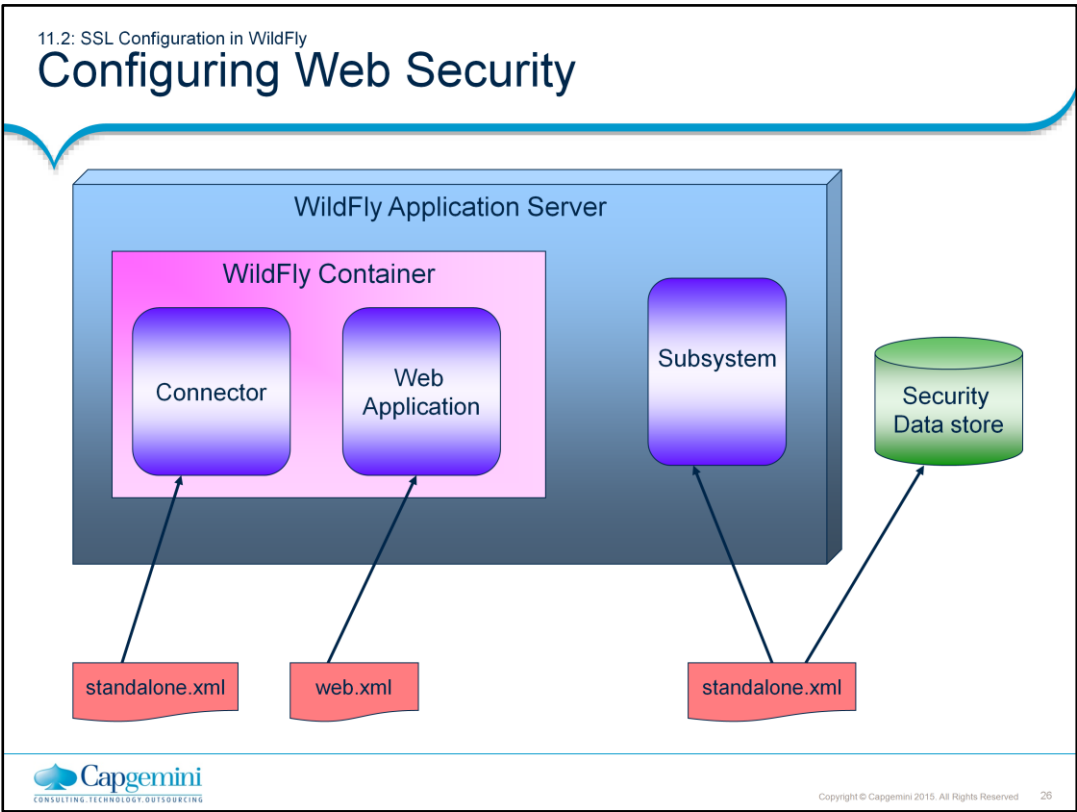 11.2: SSL Configuration in WildFly
Configuring Web Security
WildFly Application Server
WildFly Container
Connector
Web
Application
Subsystem
Security
Data store
standalone.xml
web.xml
standalone.xml
Capgemini
CONSULTING.TECHNOLOGY.OUTSOURCING
Copyright © Capgemini 2015. All Rights Reserved 26